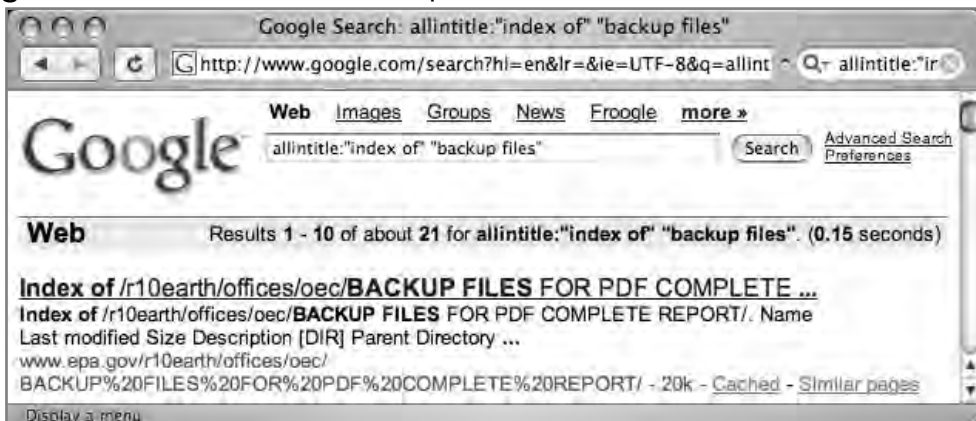 Google Search: allintitle:"index of" "backup files"
http://www.google.com/search?hl=en&lr=&ie=UTF-8&q=allint
allintitle:"ir
Web Images Groups News Froogle more »
Google
allintitle:"index of" "backup files"
Search
Advanced Search
Preferences
Web Results 1 - 10 of about 21 for allintitle:"index of" "backup files". (0.15 seconds)
Index of /r10earth/offices/oec/BACKUP FILES FOR PDF COMPLETE ...
Index of /r10earth/offices/oec/BACKUP FILES FOR PDF COMPLETE REPORT/. Name
Last modified Size Description [DIR] Parent Directory ...
www.epa.gov/r10earth/offices/oec/
BACKUP%20FILES%20FOR%20PDF%20COMPLETE%20REPORT/ - 20k - Cached - Similar pages
Display a menu